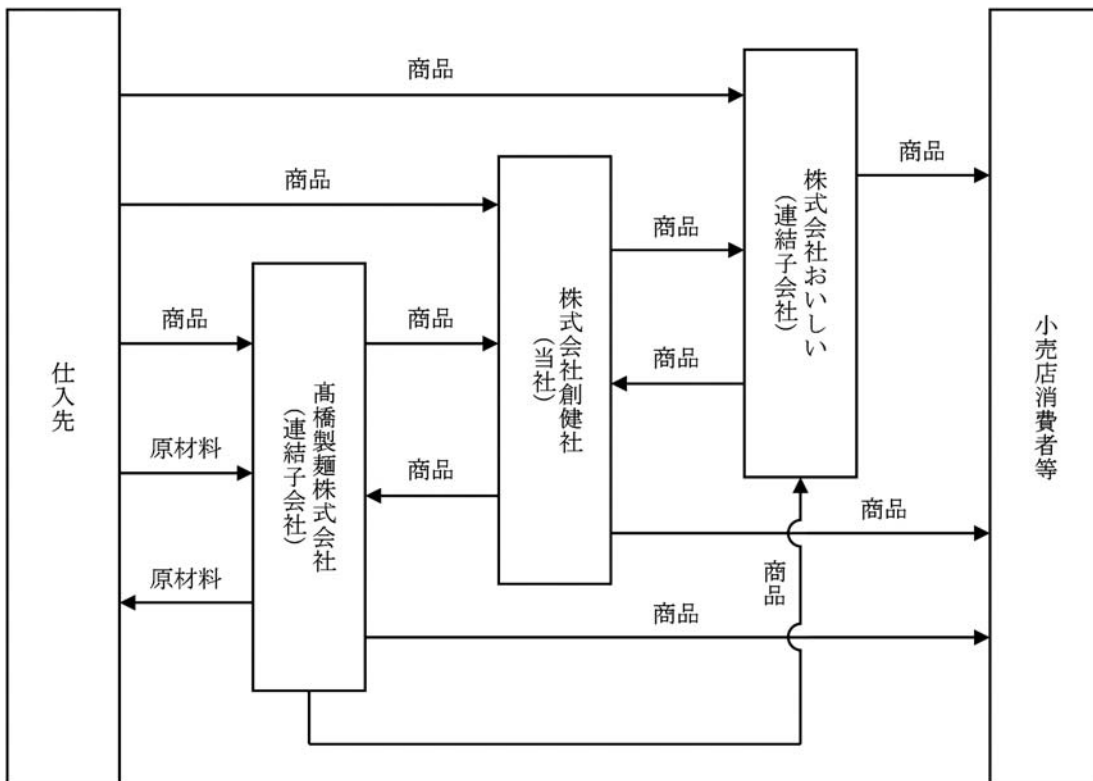 商品
商品
商品
商品
商品
商品
商品
仕入先
原材料
髙橋製麺株式会社
(連結子会社)
株式会社創健社
(当社)
株式会社おいしい
(連結子会社)
小売店消費者等
商品
商品
原材料
商品
商品